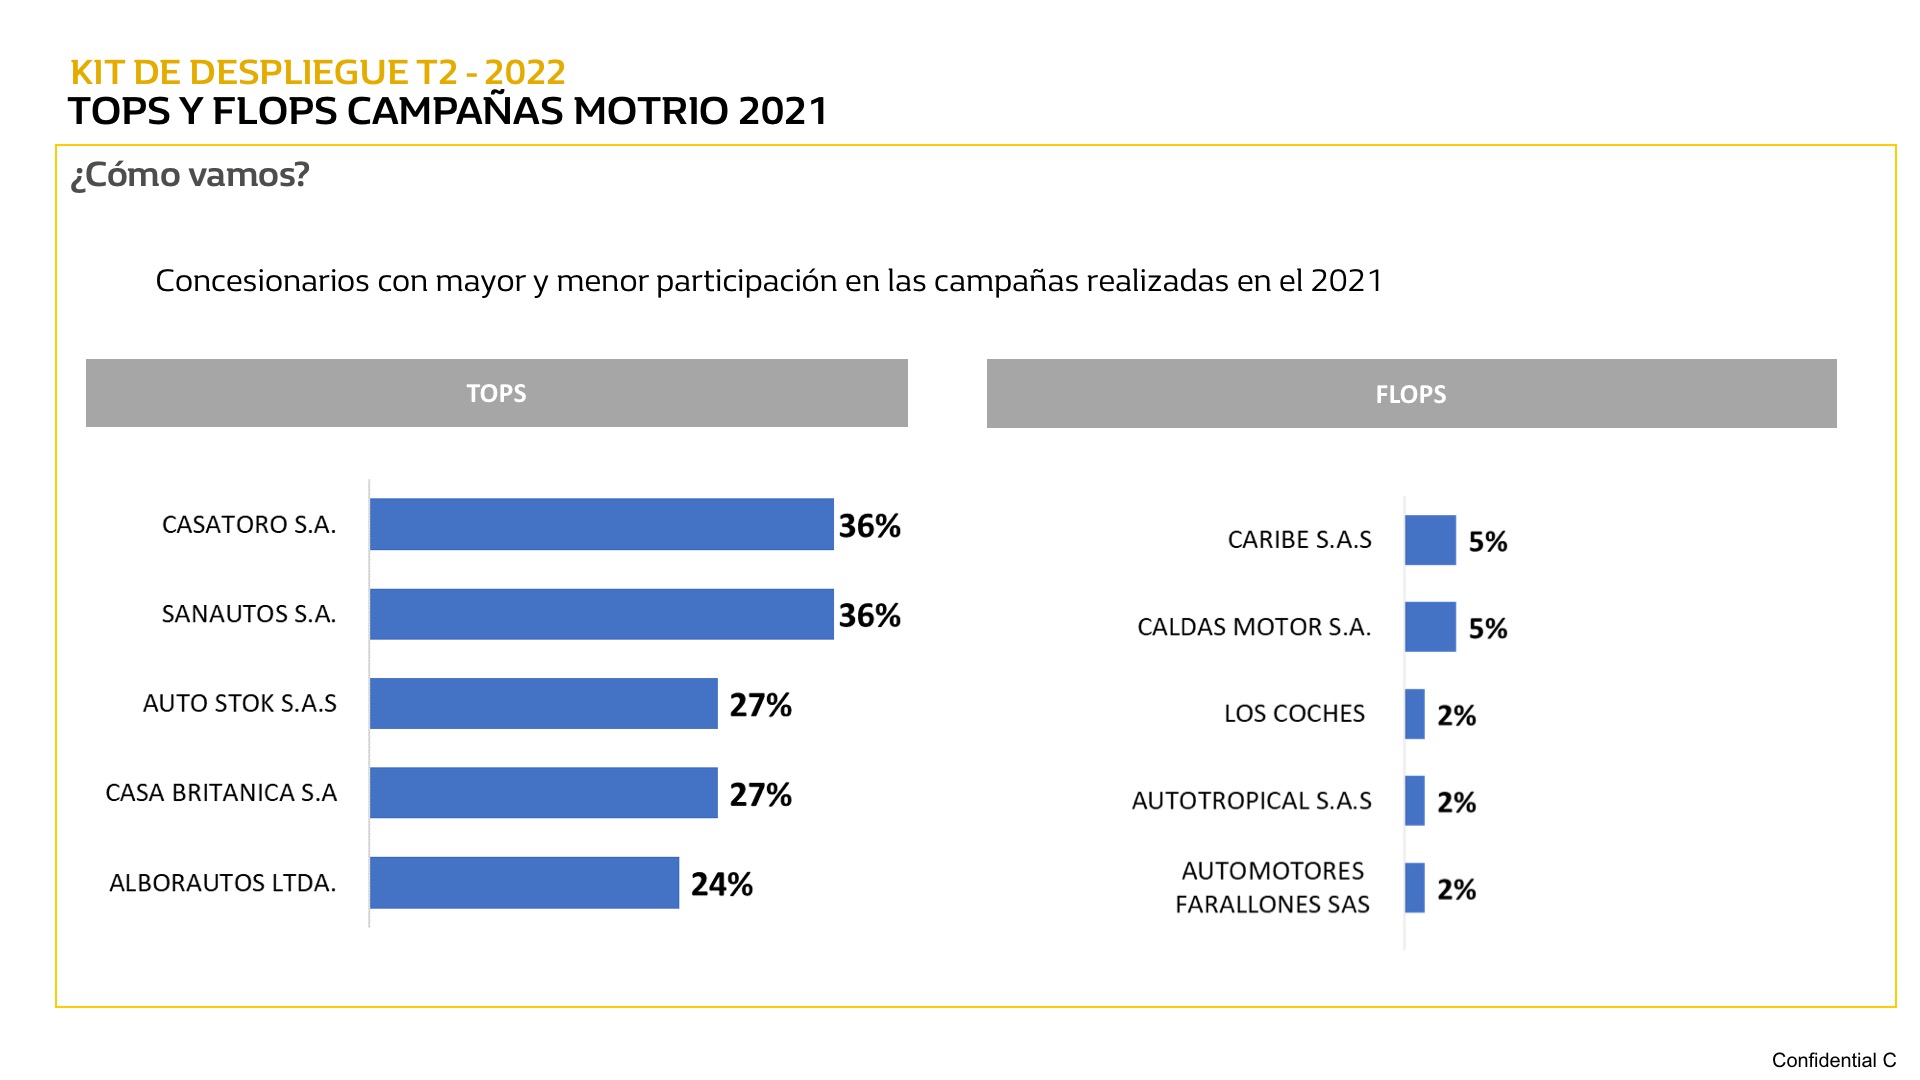 KIT DE DESPLIEGUE T2 - 2022
TOPS Y FLOPS CAMPAÑAS MOTRIO 2021
¿Cómo vamos?
Concesionarios con mayor y menor participación en las campañas realizadas en el 2021
TOPS
CASATORO S.A. 36%
SANAUTOS S.A. 36%
AUTO STOK S.A.S 27%
CASA BRITANICA S.A 27%
ALBORAUTOS LTDA. 24%
FLOPS
CARIBE S.A.S 5%
CALDAS MOTOR S.A. 5%
LOS COCHES 2%
AUTOTROPICAL S.A.S 2%
AUTOMOTORES
FARALLONES SAS 2%
Confidential C